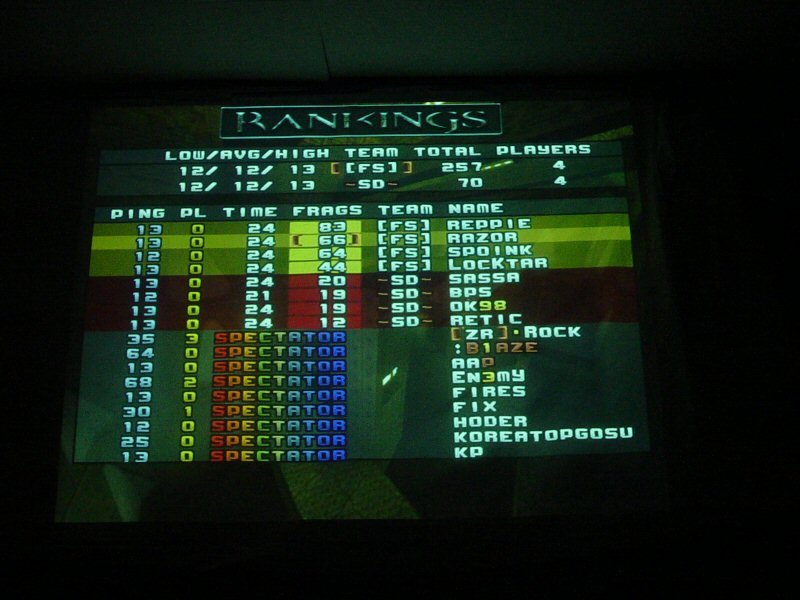 RANKINGS
LOW/AVG/HIGH TEAM TOTAL PLAYERS
12/ 12/ 13 [[FS]] 257 4
12/ 12/ 13 ~SD~ 70 4
PING PL TIME FRAGS TEAM NAME
13 0 24 83 [FS] REPPIE
13 0 24 [ 66 ] [FS] RAZOR
12 0 24 64 [FS] SPOINK
13 0 24 44 [FS] LOCKTAR
13 0 24 20 ~SD~ SASSA
12 0 21 19 ~SD~ BPS
13 0 24 19 ~SD~ OK98
13 0 24 12 ~SD~ RETIC
35 3 SPECTATOR [ZR]·ROCK
64 0 SPECTATOR :B1AZE
13 0 SPECTATOR AAP
68 2 SPECTATOR EN3MY
13 0 SPECTATOR FIRES
30 1 SPECTATOR FIX
12 0 SPECTATOR HODER
25 0 SPECTATOR KOREATOPGOSU
13 0 SPECTATOR KP